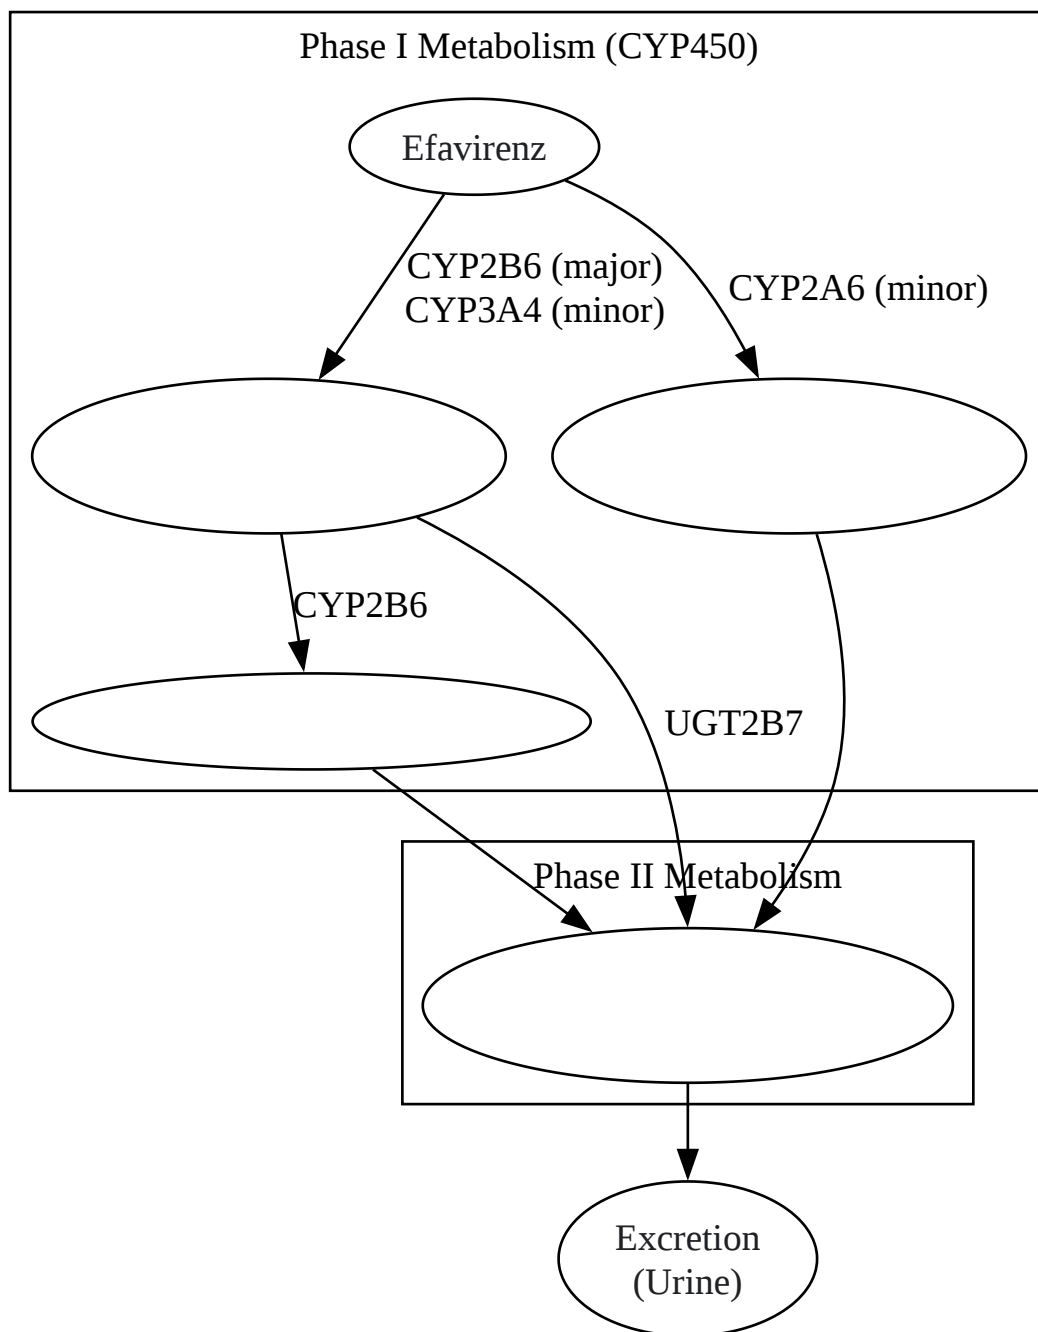 Phase I Metabolism (CYP450)
Efavirenz
CYP2B6 (major)
CYP3A4 (minor)
CYP2A6 (minor)
CYP2B6
UGT2B7
Phase II Metabolism
Excretion
(Urine)